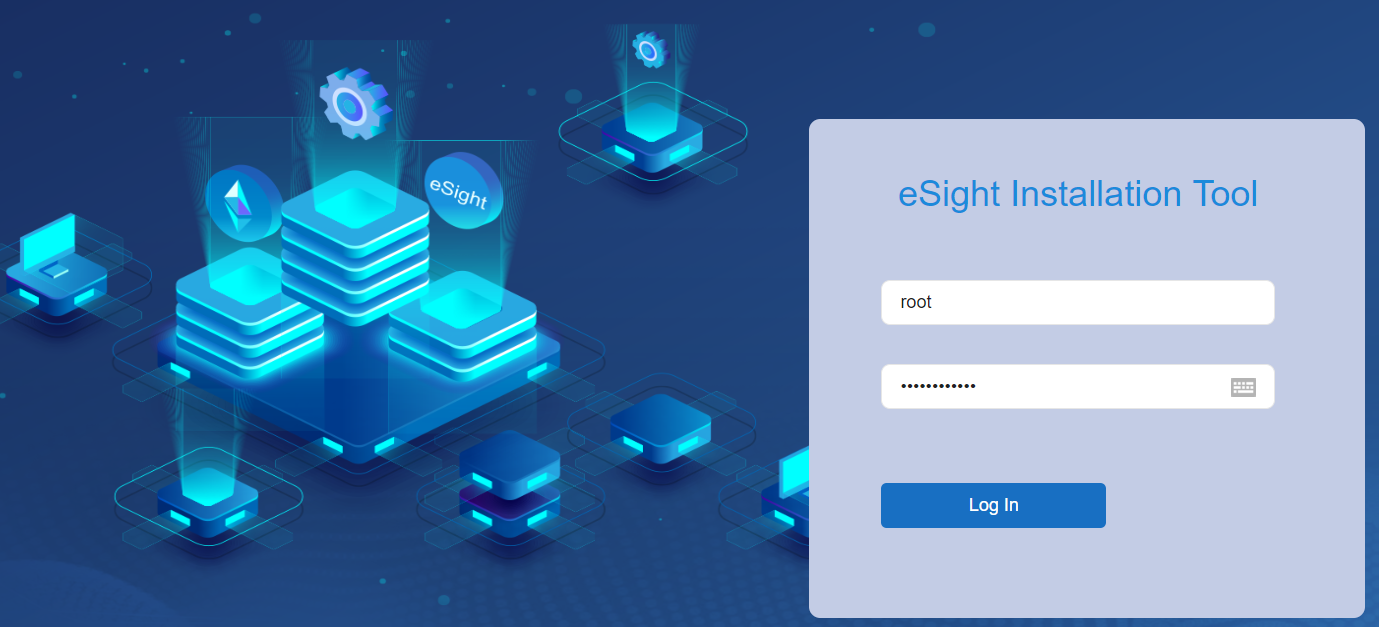 eSight
eSight Installation Tool
root
••••••••••••
Log In